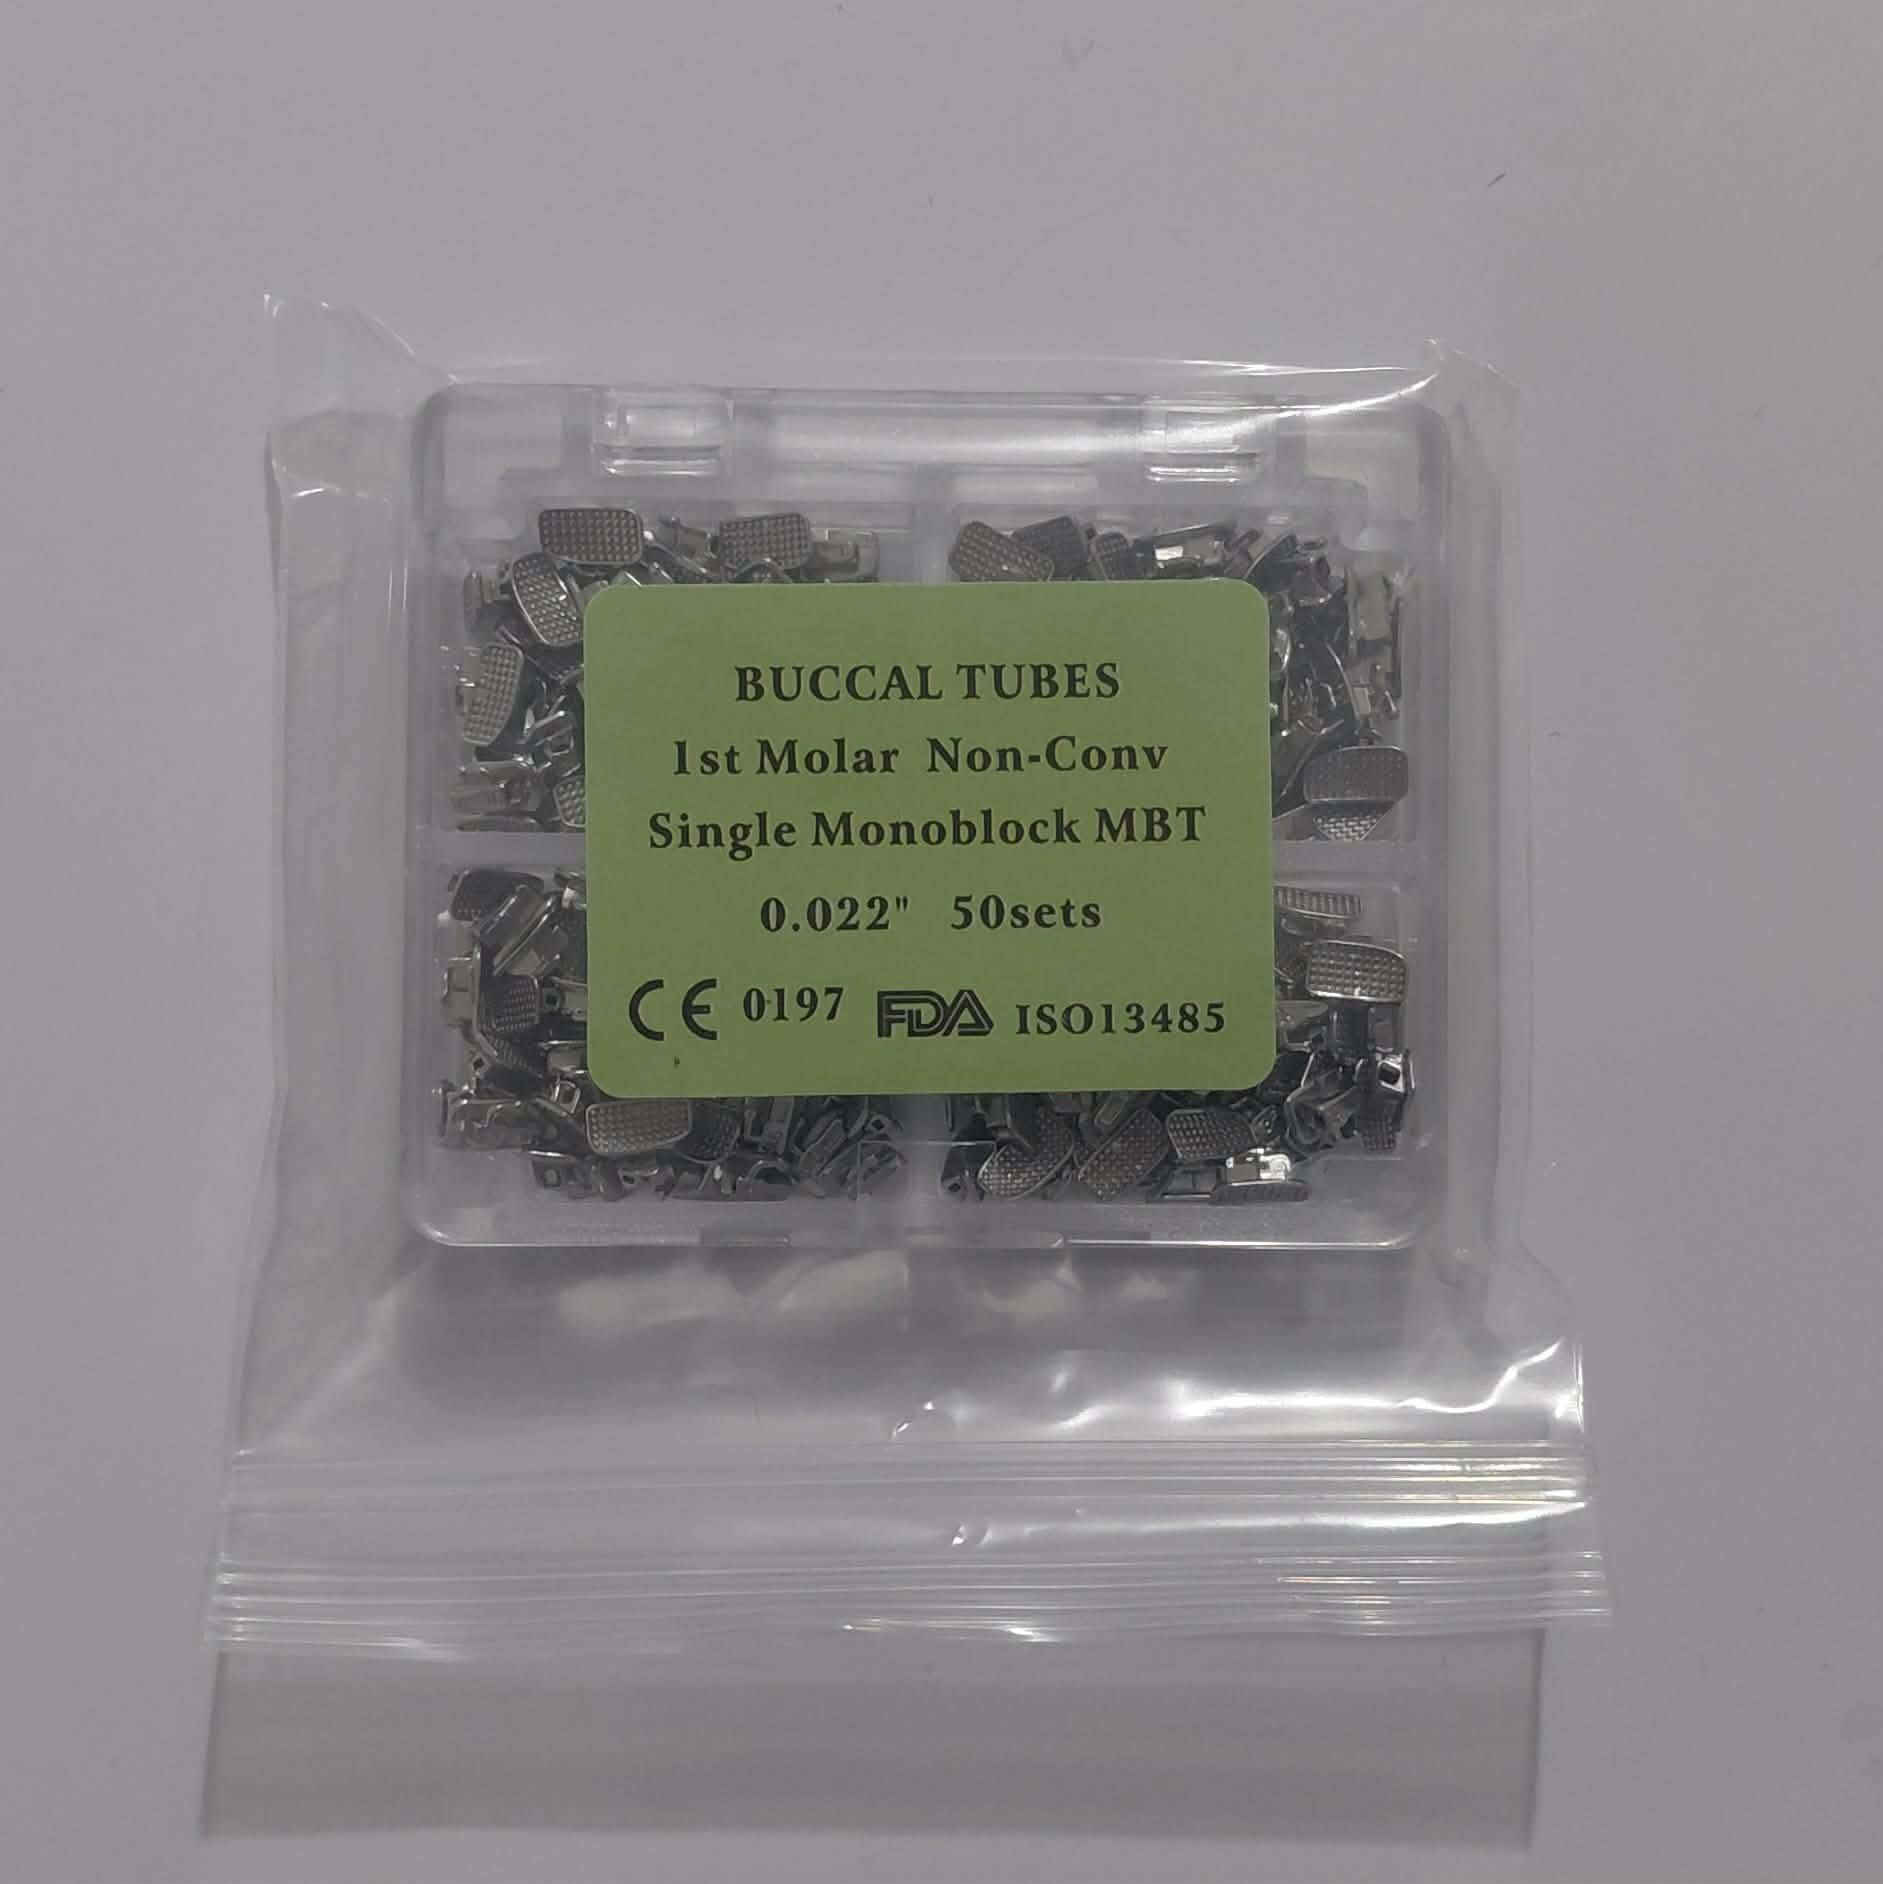 BUCCAL TUBES
1st Molar Non-Conv
Single Monoblock MBT
0.022" 50sets
CE 0197 FDA ISO13485